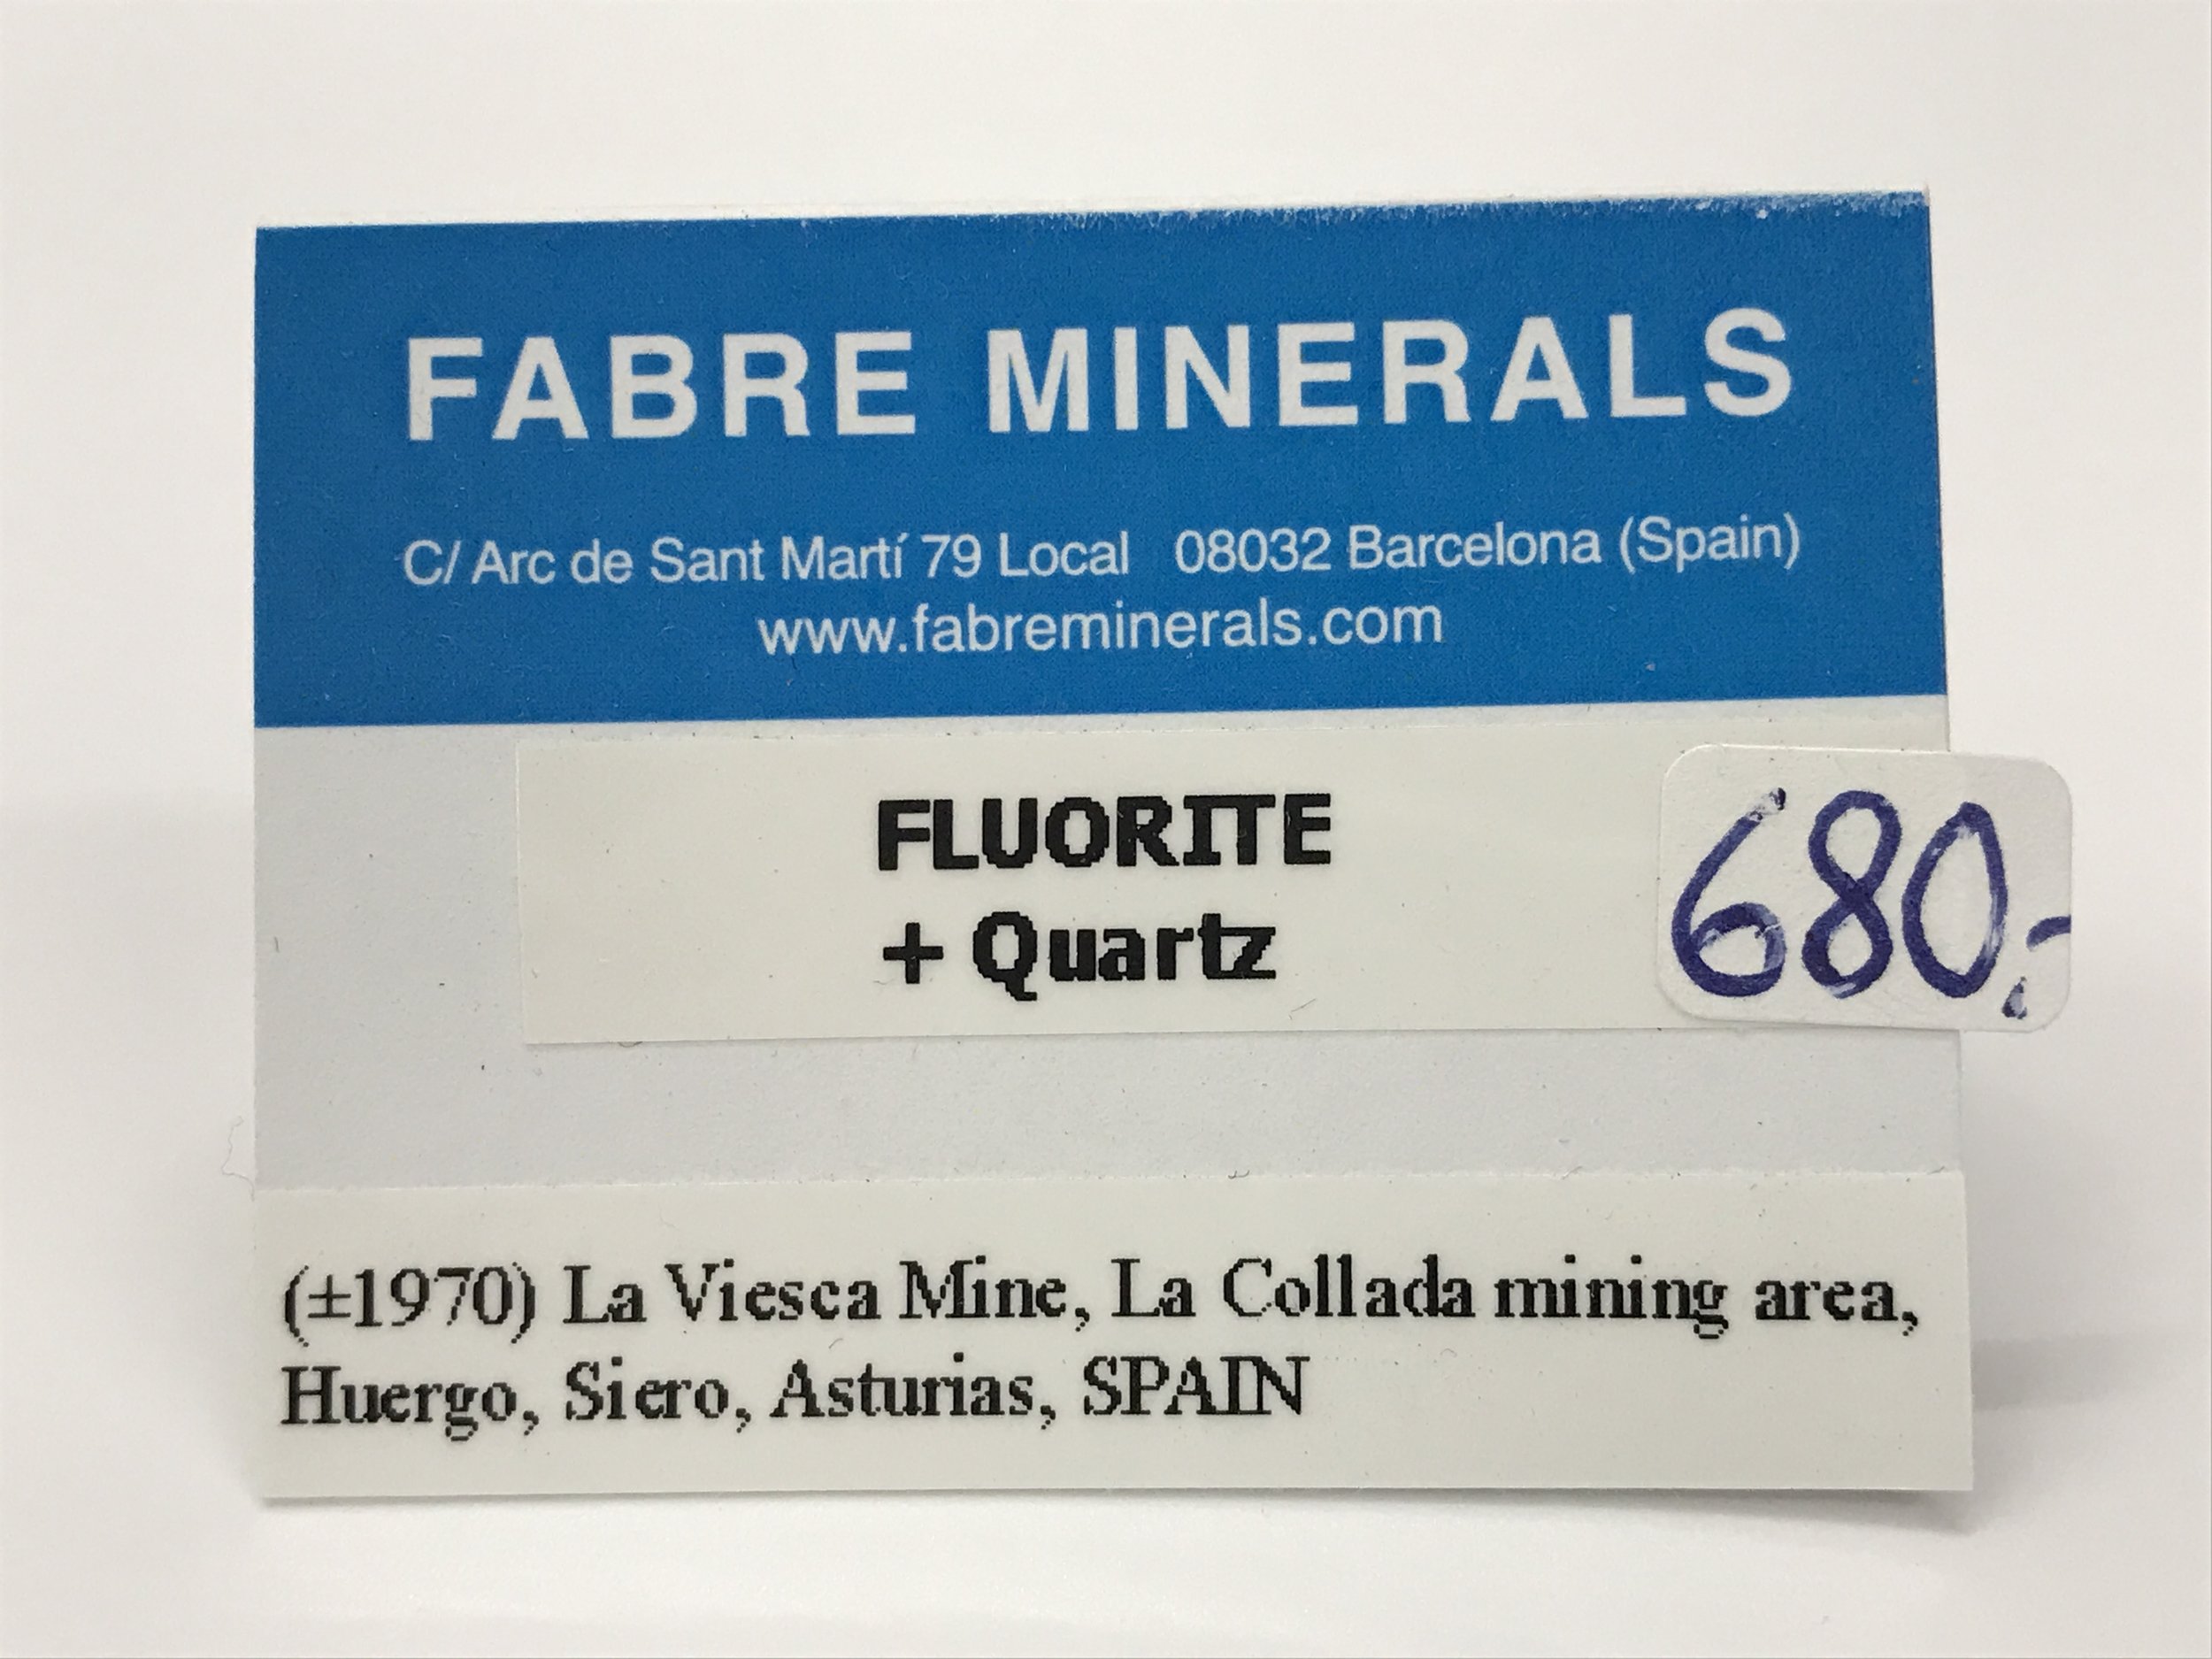 FABRE MINERALS
C/ Arc de Sant Martí 79 Local 08032 Barcelona (Spain)
www.fabreminerals.com
FLUORITE
+ Quartz
680.-
(±1970) La Viesca Mine, La Collada mining area,
Huergo, Siero, Asturias, SPAIN